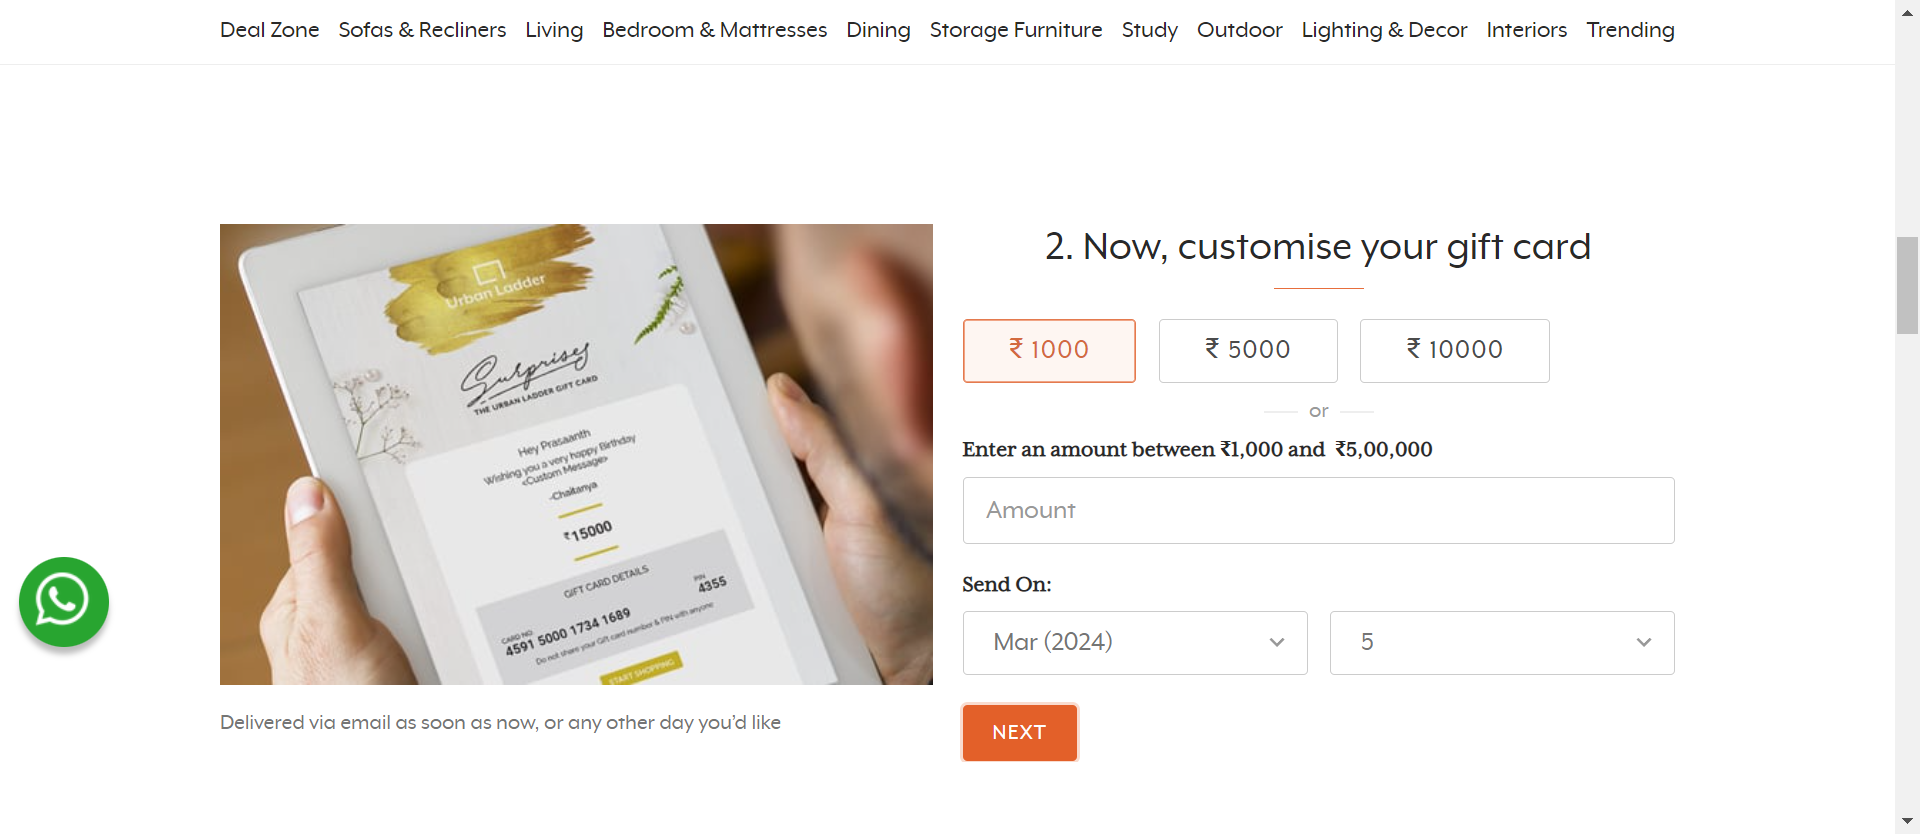 Deal Zone Sofas & Recliners Living Bedroom & Mattresses Dining Storage Furniture Study Outdoor Lighting & Decor Interiors Trending
Urban Ladder
Surprises
THE URBAN LADDER GIFT CARD
Hey Prasaanth
Wishing you a very happy Birthday
<Custom Message>
-Chaitanya
₹15000
GIFT CARD DETAILS
CARD NO
4591 5000 1734 1689
PIN
4355
Do not share your Gift card number & PIN with anyone
START SHOPPING
Delivered via email as soon as now, or any other day you’d like
2. Now, customise your gift card
₹ 1000 ₹ 5000 ₹ 10000
or
Enter an amount between ₹1,000 and ₹5,00,000
Amount
Send On:
Mar (2024) 5
NEXT